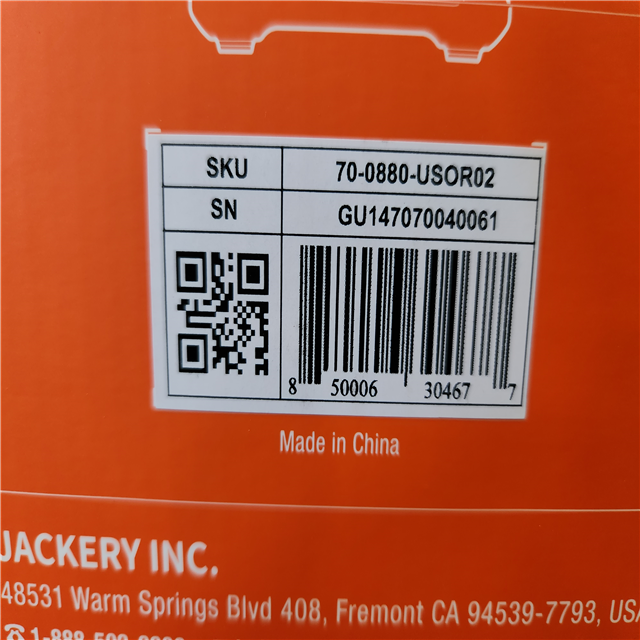 SKU 70-0880-USOR02
SN GU147070040061
8 50006 30467 7
Made in China
JACKERY INC.
48531 Warm Springs Blvd 408, Fremont CA 94539-7793, USA